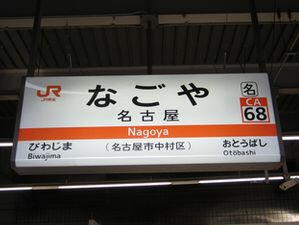 JR
なごや
名古屋
Nagoya
名
CA
68
びわじま
Biwajima
(名古屋市中村区)
おとうばし
Otōbashi